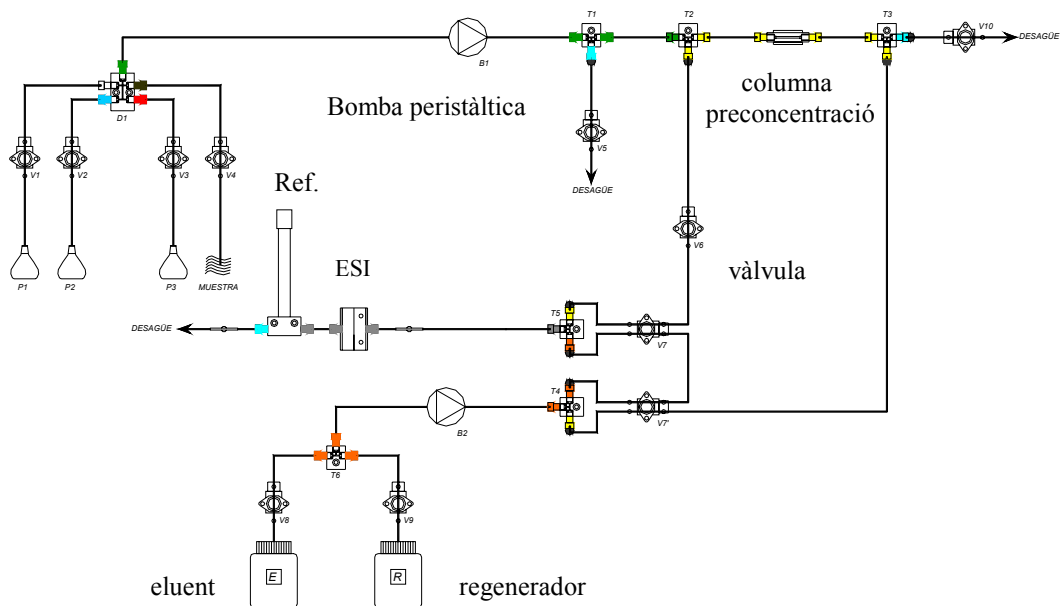 T1
T2
T3
V10
DESAGÜE
B1
Bomba peristàltica
columna
preconcentració
D1
V1
V2
V3
V4
V5
DESAGÜE
Ref.
V6
vàlvula
ESI
P1
P2
P3
MUESTRA
DESAGÜE
T5
V7
T4
V7'
B2
T6
V8
V9
eluent
E
R
regenerador